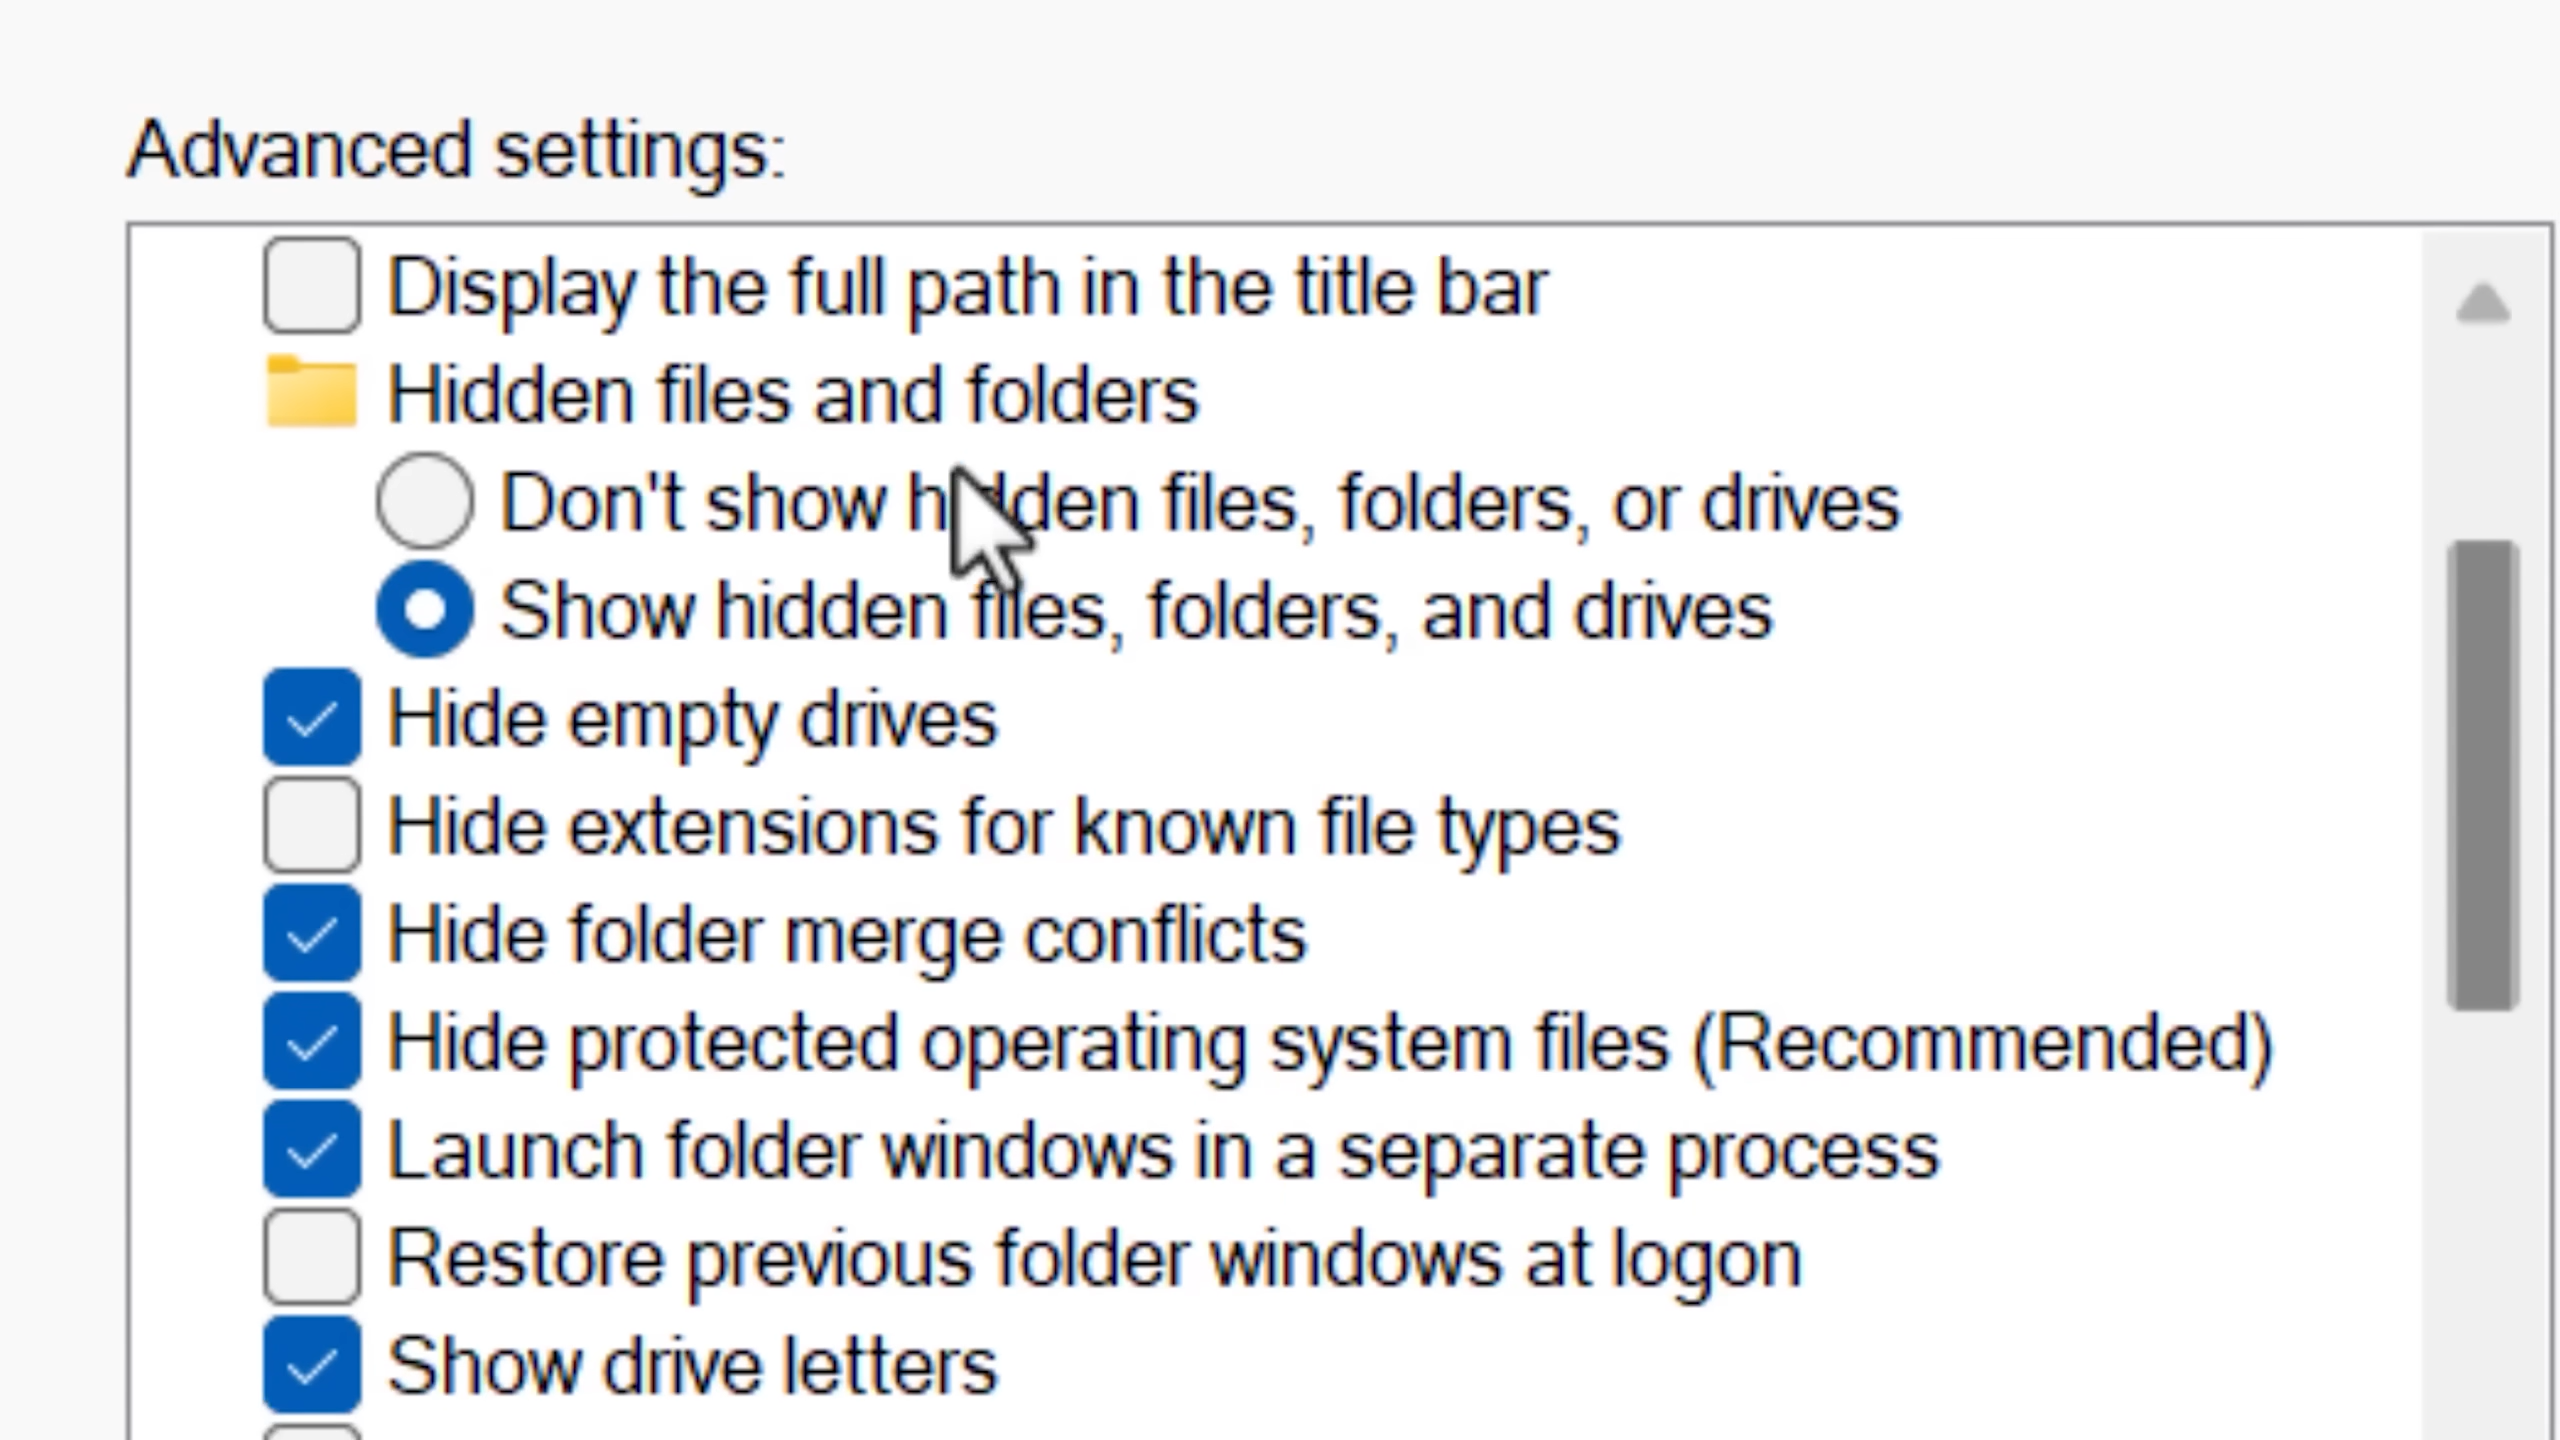 Advanced settings:
Display the full path in the title bar
Hidden files and folders
Don't show hidden files, folders, or drives
Show hidden files, folders, and drives
Hide empty drives
Hide extensions for known file types
Hide folder merge conflicts
Hide protected operating system files (Recommended)
Launch folder windows in a separate process
Restore previous folder windows at logon
Show drive letters